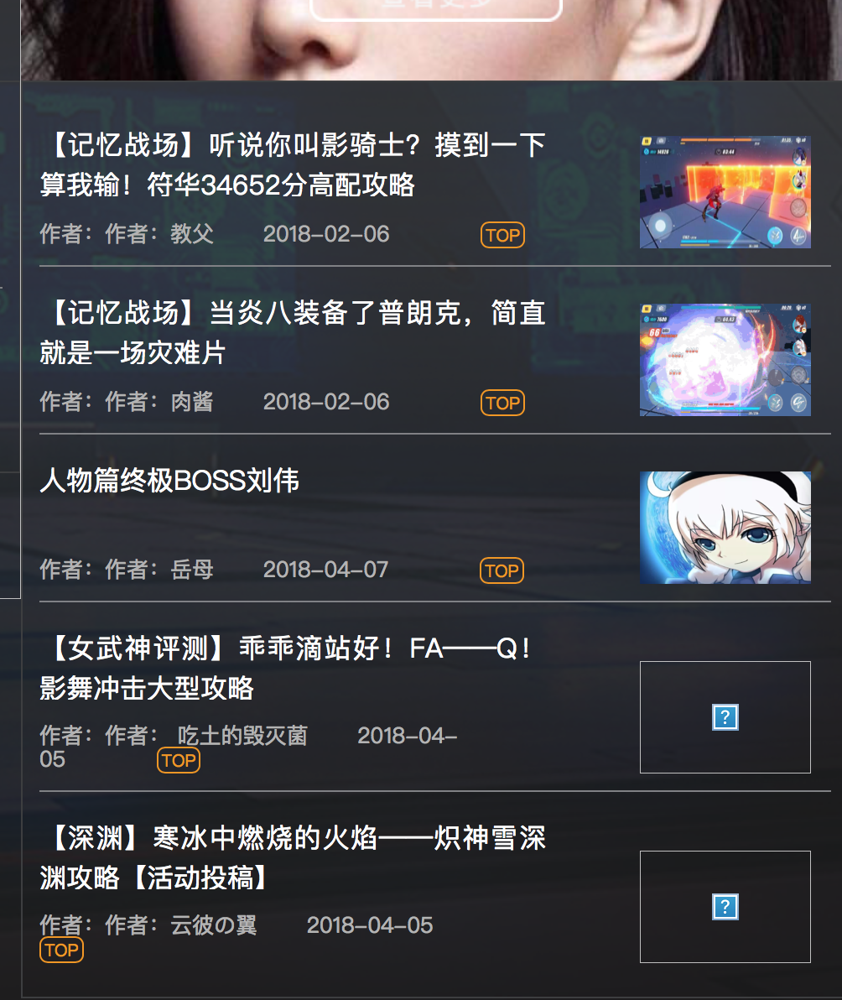 查看更多
【记忆战场】听说你叫影骑士？摸到一下
算我输！符华34652分高配攻略
作者：作者：教父 2018-02-06 TOP
【记忆战场】当炎八装备了普朗克，简直
就是一场灾难片
作者：作者：肉酱 2018-02-06 TOP
人物篇终极BOSS刘伟
作者：作者：岳母 2018-04-07 TOP
【女武神评测】乖乖滴站好！FA——Q！
影舞冲击大型攻略
作者：作者： 吃土的毁灭菌 2018-04-
05 TOP
【深渊】寒冰中燃烧的火焰——炽神雪深
渊攻略【活动投稿】
作者：作者：云彼の翼 2018-04-05
TOP